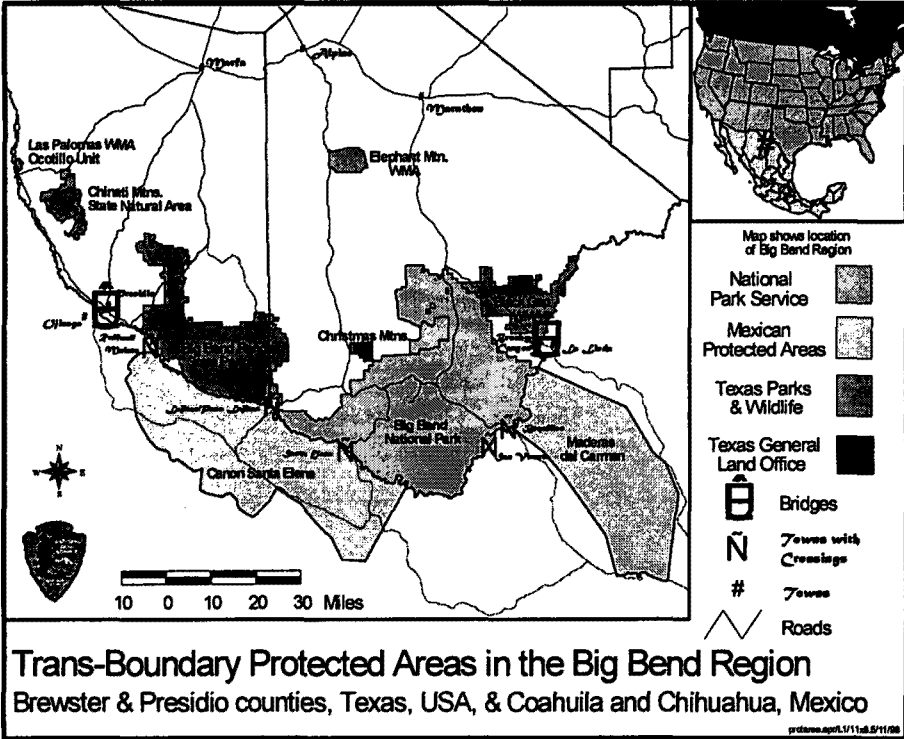 Marfa
Alpine
Marathon
Las Palomas WMA
Ocotillo Unit
Chinati Mtns.
State Natural Area
Elephant Mtn.
WMA
Presidio
Ojinaga
Christmas Mtns.
La Linda
Big Bend
National Park
Maderas
del Carmen
Canon Santa Elena
N
W
E
S
10 0 10 20 30 Miles
Map shows location
of Big Bend Region
National
Park Service
Mexican
Protected Areas
Texas Parks
& Wildlife
Texas General
Land Office
Bridges
Ñ Towns with
Crossings
# Towns
Roads
Trans-Boundary Protected Areas in the Big Bend Region
Brewster & Presidio counties, Texas, USA, & Coahuila and Chihuahua, Mexico